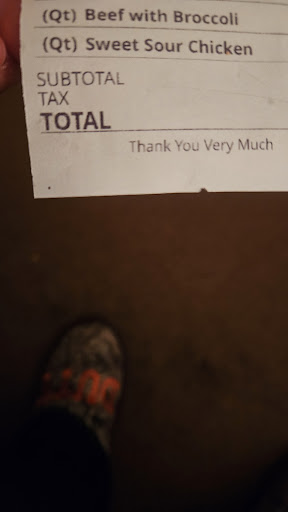 (Qt) Beef with Broccoli
(Qt) Sweet Sour Chicken
SUBTOTAL
TAX
TOTAL
Thank You Very Much